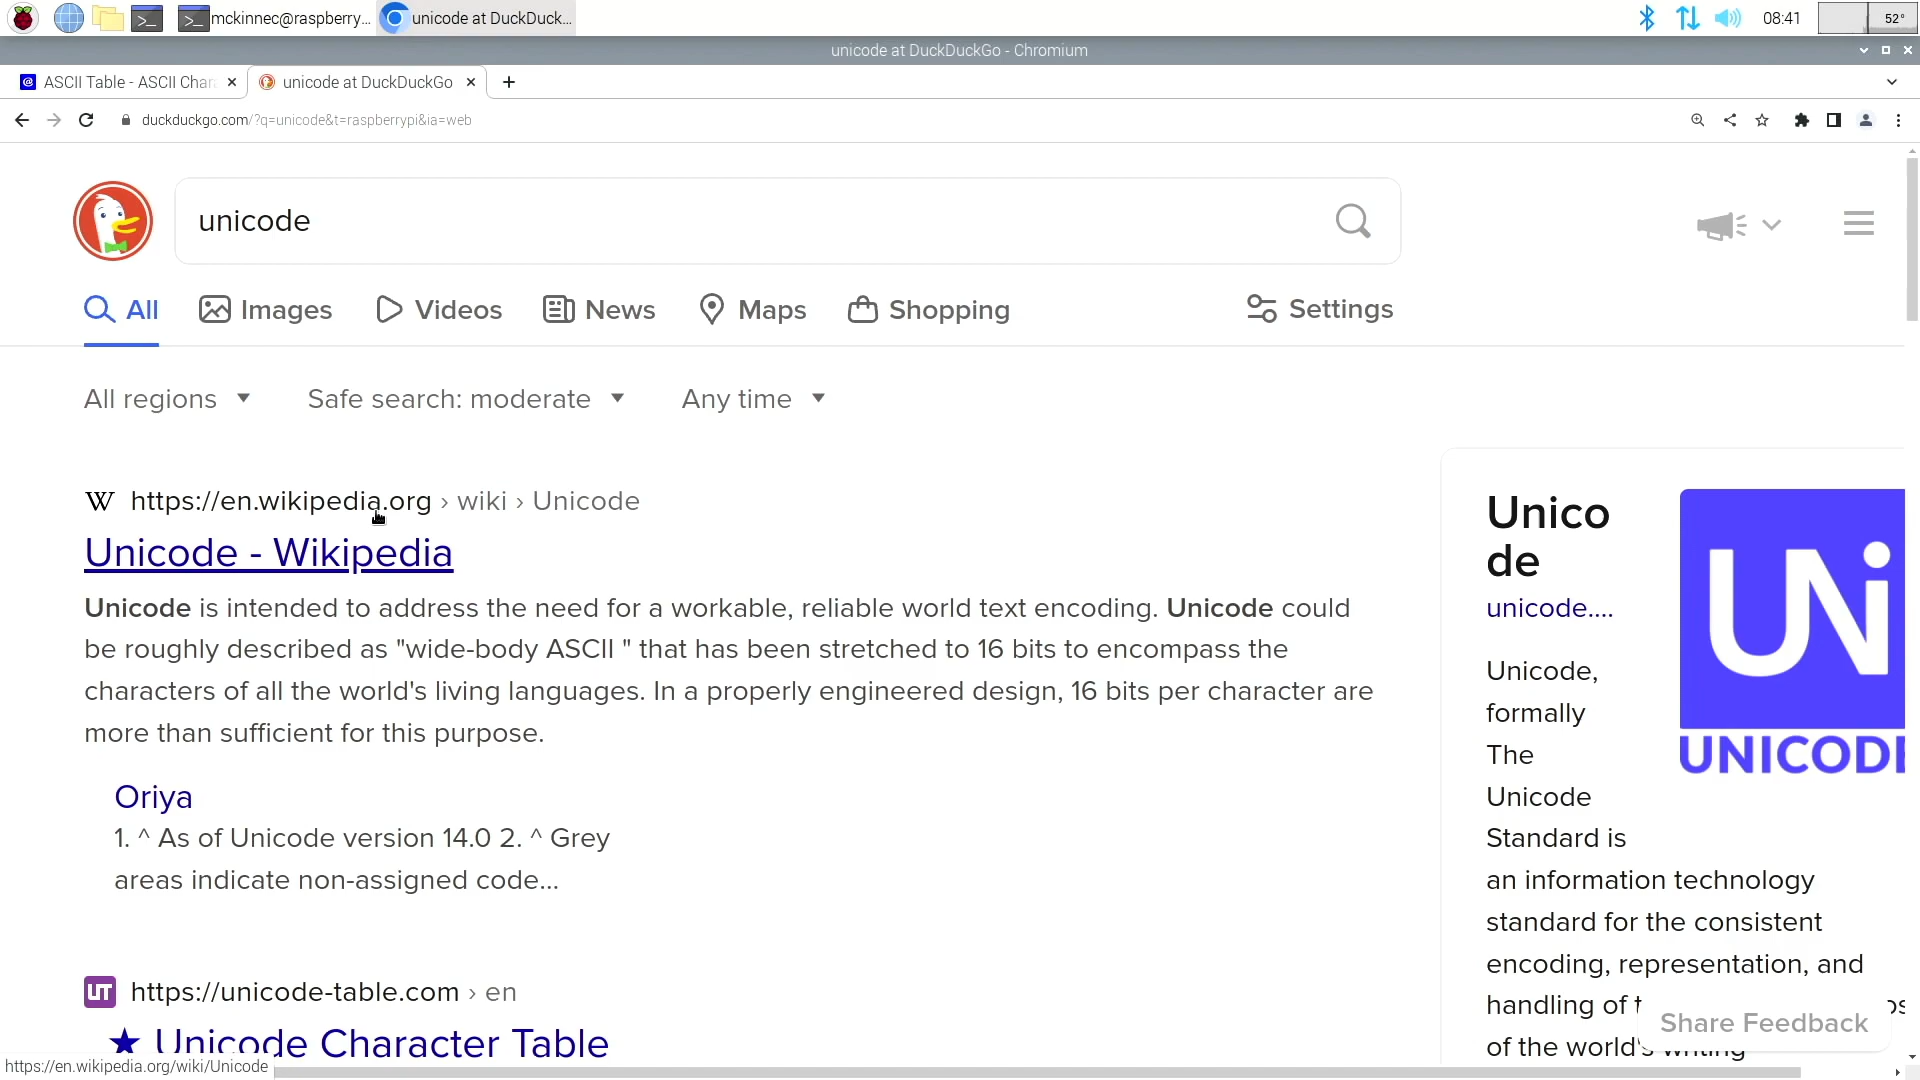 mckinnec@raspberry...
unicode at DuckDuck...
08:41
52°
unicode at DuckDuckGo - Chromium
ASCII Table - ASCII Char
unicode at DuckDuckGo
duckduckgo.com/?q=unicode&t=raspberrypi&ia=web
unicode
All
Images
Videos
News
Maps
Shopping
Settings
All regions
Safe search: moderate
Any time
W https://en.wikipedia.org › wiki › Unicode
Unicode - Wikipedia
Unicode is intended to address the need for a workable, reliable world text encoding. Unicode could
be roughly described as "wide-body ASCII " that has been stretched to 16 bits to encompass the
characters of all the world's living languages. In a properly engineered design, 16 bits per character are
more than sufficient for this purpose.
Oriya
1. ^ As of Unicode version 14.0 2. ^ Grey
areas indicate non-assigned code...
UT https://unicode-table.com › en
★ Unicode Character Table
https://en.wikipedia.org/wiki/Unicode
Unico
de
unicode....
UNi
UNICODE
Unicode,
formally
The
Unicode
Standard is
an information technology
standard for the consistent
encoding, representation, and
handling of
of the world's writing
Share Feedback